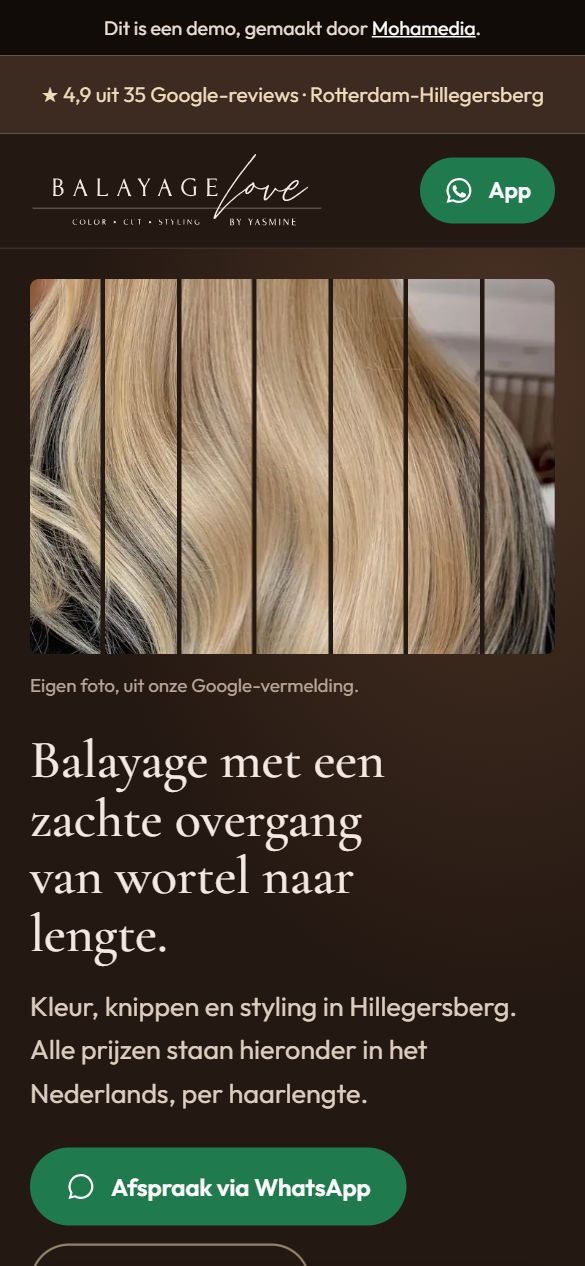 Dit is een demo, gemaakt door Mohamedia.
★ 4,9 uit 35 Google-reviews · Rotterdam-Hillegersberg
BALAYAGE love
COLOR • CUT • STYLING BY YASMINE
App
Eigen foto, uit onze Google-vermelding.
Balayage met een
zachte overgang
van wortel naar
lengte.
Kleur, knippen en styling in Hillegersberg.
Alle prijzen staan hieronder in het
Nederlands, per haarlengte.
Afspraak via WhatsApp